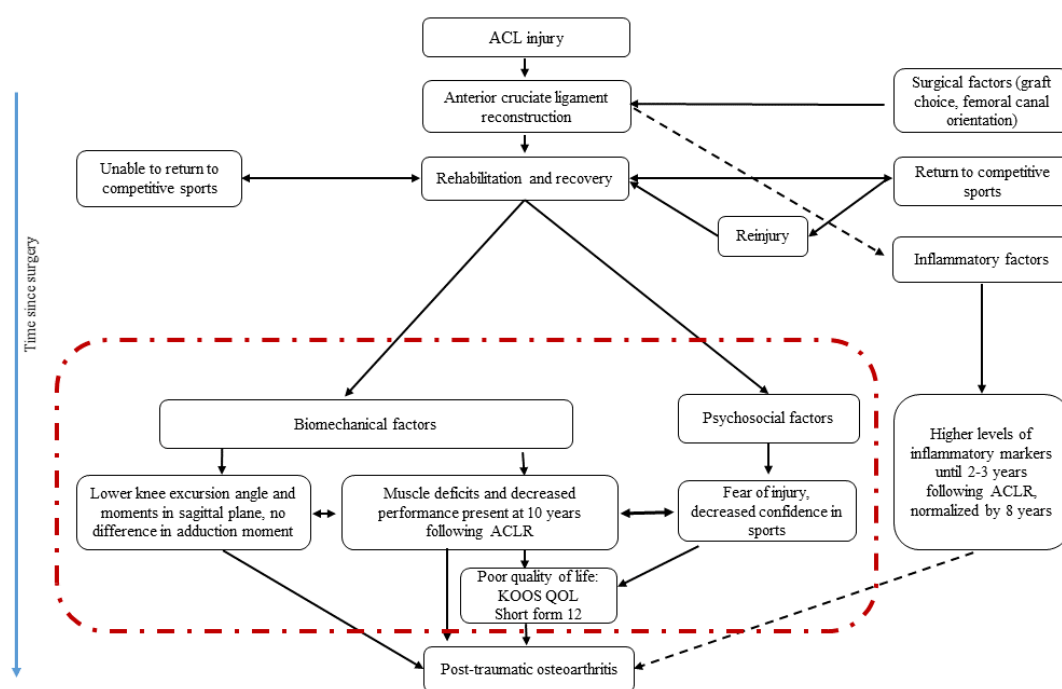 ACL injury
Anterior cruciate ligament
reconstruction
Surgical factors (graft
choice, femoral canal
orientation)
Unable to return to
competitive sports
Rehabilitation and recovery
Return to competitive
sports
Reinjury
Inflammatory factors
Time since surgery
Biomechanical factors
Psychosocial factors
Higher levels of
inflammatory markers
until 2-3 years
following ACLR,
normalized by 8 years
Lower knee excursion angle and
moments in sagittal plane, no
difference in adduction moment
Muscle deficits and decreased
performance present at 10 years
following ACLR
Fear of injury,
decreased confidence in
sports
Poor quality of life:
KOOS QOL
Short form 12
Post-traumatic osteoarthritis